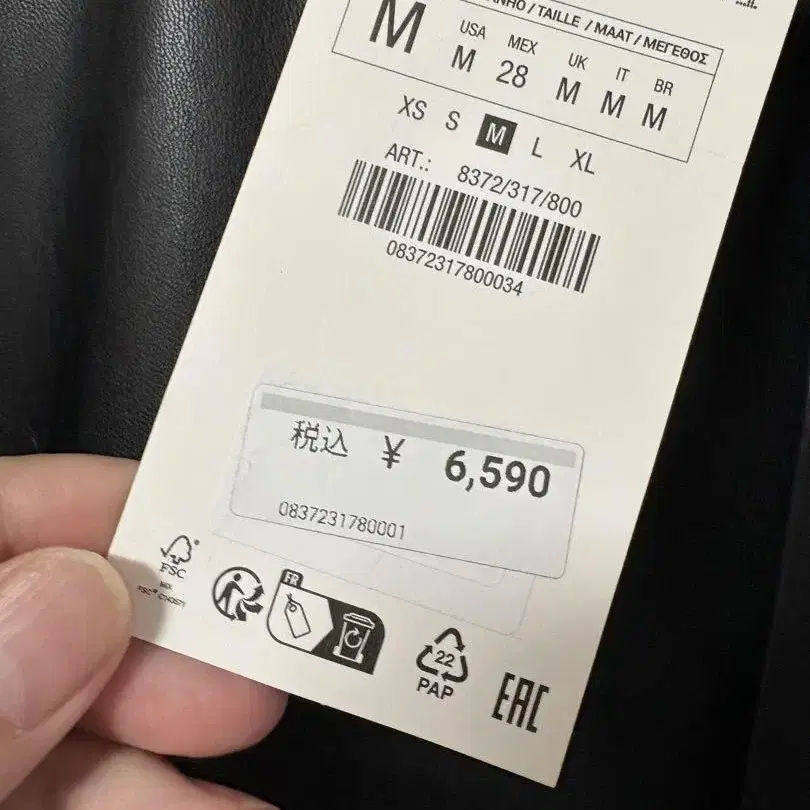 / TAILLE / MAAT / ΜΕΓΕΘΟΣ
M
USA MEX UK IT BR
M 28 M M M
XS S M L XL
ART.: 8372/317/800
08372317800034
税込 ¥ 6,590
0837231780001
FSC
MIX
FR
22
PAP
EAC